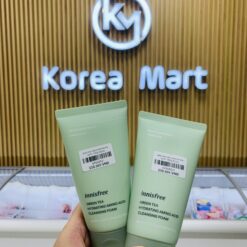 KM
Korea Mart
innisfree
GREEN TEA
HYDRATING AMINO ACID
CLEANSING FOAM
innisfree
GREEN TEA
HYDRATING AMINO ACID
CLEANSING FOAM